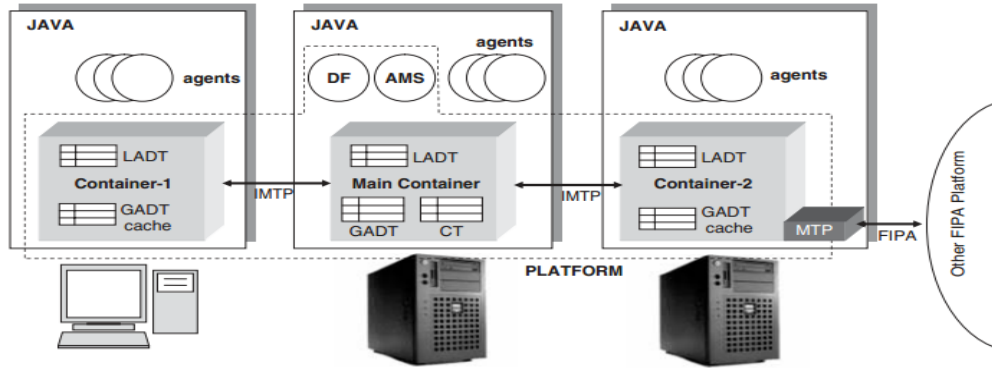 JAVA
agents
LADT
Container-1
GADT
cache
IMTP
JAVA
DF
AMS
agents
LADT
Main Container
GADT
CT
IMTP
JAVA
agents
LADT
Container-2
GADT
cache
MTP
FIPA
Other FIPA Platform
PLATFORM